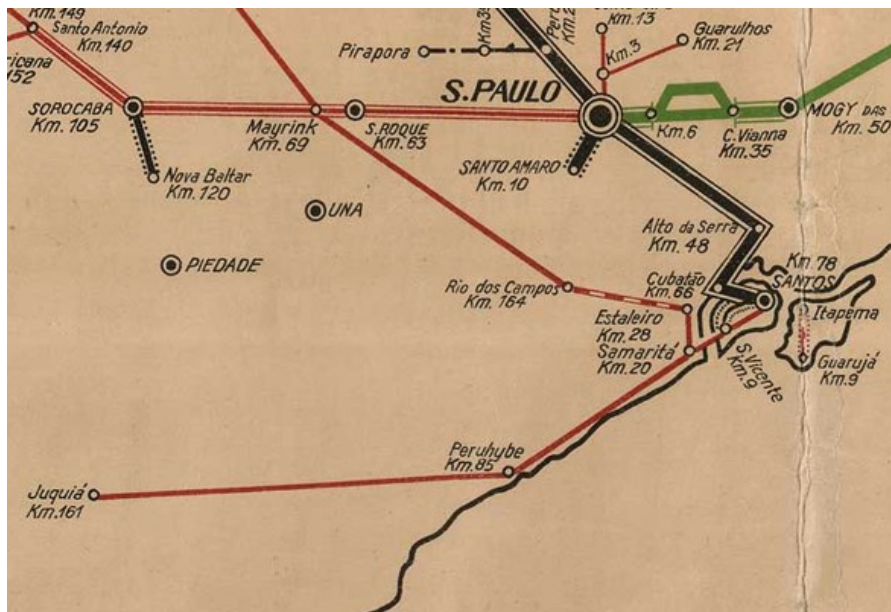 Km.149
Santo Antonio
Km.140
ricana
152
Pirapora
Km.35
Km.13
Km.3
Guarulhos
Km.21
SOROCABA
Km. 105
Mayrink
Km. 69
S.ROQUE
Km. 63
S.PAULO
Km.6
C.Vianna
Km.35
MOGY DAS
Km. 50
Nova Baltar
Km. 120
SANTO AMARO
Km. 10
UNA
PIEDADE
Alto da Serra
Km. 48
Km. 78
SANTOS
Cubatão
Km. 66
Rio dos Campos
Km. 164
Estaleiro
Km. 28
Samaritá
Km. 20
S. Vicente
Km. 9
Itapema
Guarujá
Km. 9
Peruhybe
Km. 85
Juquiá
Km. 161